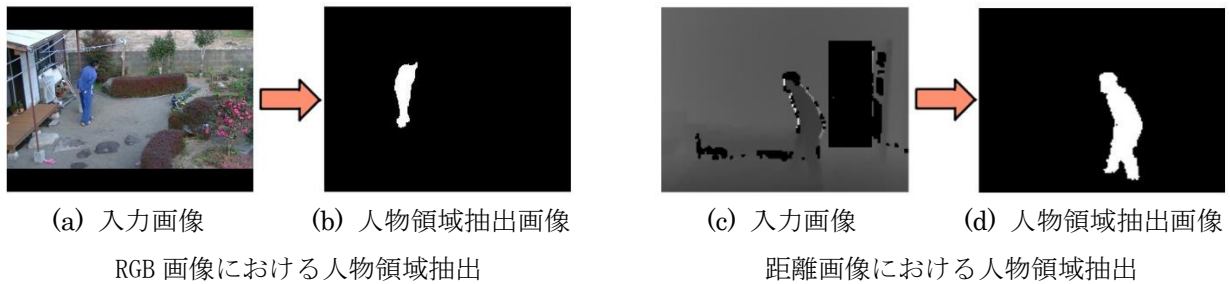 (a) 入力画像
(b) 人物領域抽出画像
(c) 入力画像
(d) 人物領域抽出画像
RGB 画像における人物領域抽出
距離画像における人物領域抽出